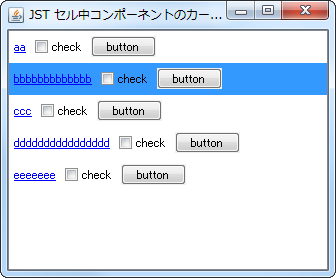 JST セル中コンポーネントのカー...
aa check button
bbbbbbbbbbbbb check button
ccc check button
dddddddddddddddd check button
eeeeeee check button